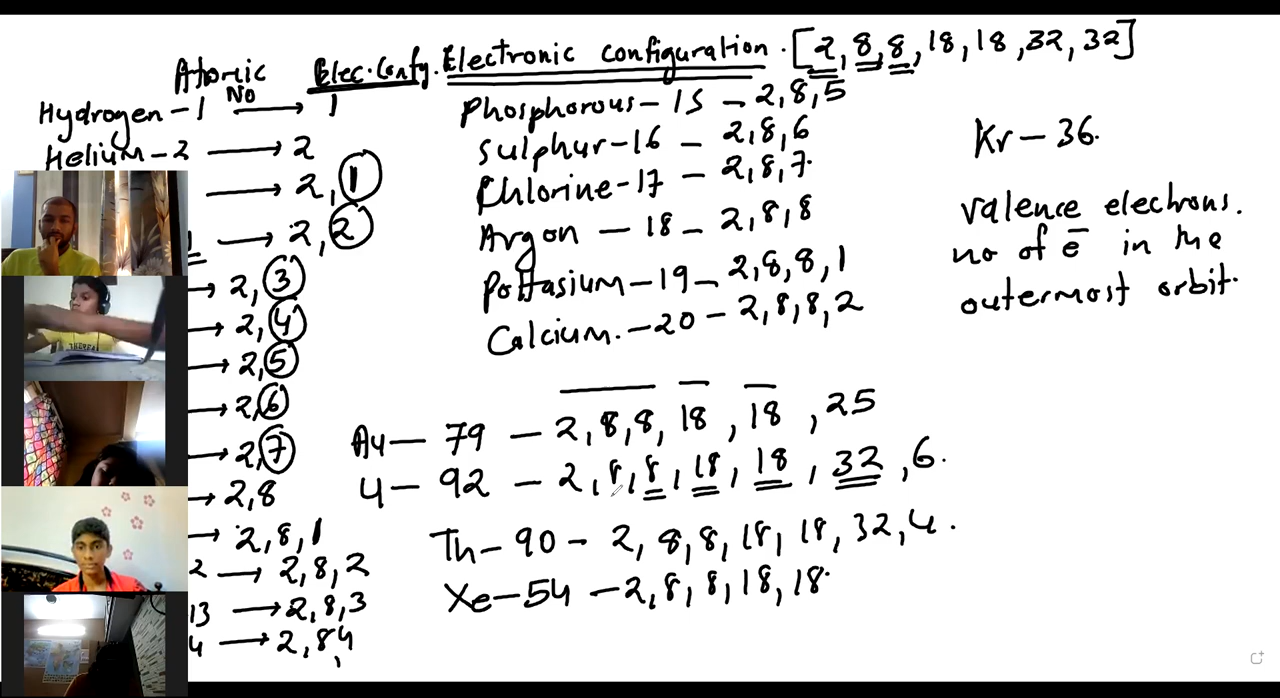 Electronic configuration. [2, 8, 8, 18, 18, 32, 32]
Atomic No Elec. Confg.
Hydrogen - 1 → 1
Helium - 2 → 2
→ 2, 1
1 → 2, 2
→ 2, 3
→ 2, 4
→ 2, 5
→ 2, 6
→ 2, 7
→ 2, 8
→ 2, 8, 1
2 → 2, 8, 2
13 → 2, 8, 3
4 → 2, 8, 4
Phosphorous - 15 - 2, 8, 5
Sulphur - 16 - 2, 8, 6
Chlorine - 17 - 2, 8, 7.
Argon - 18 - 2, 8, 8
Pottasium - 19 - 2, 8, 8, 1
Calcium. - 20 - 2, 8, 8, 2
Au - 79 - 2, 8, 8, 18, 18, 25
U - 92 - 2, 8, 8, 18, 18, 32, 6.
Th - 90 - 2, 8, 8, 18, 18, 32, 4.
Xe - 54 - 2, 8, 8, 18, 18.
Kr - 36.
valence electrons.
no of e⁻ in the
outermost orbit.